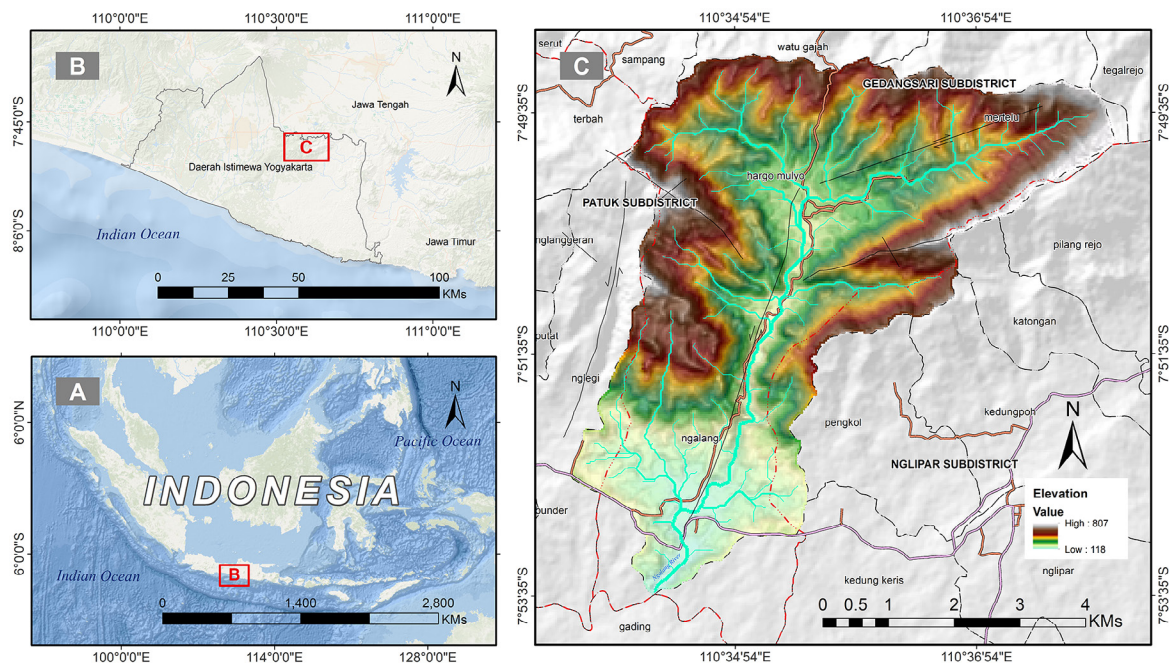 110°0'0"E 110°30'0"E 111°0'0"E
B
N
Jawa Tengah
7°45'0"S
C
Daerah Istimewa Yogyakarta
8°6'0"S
Indian Ocean
Jawa Timur
0 25 50 100
KMs
110°0'0"E 110°30'0"E 111°0'0"E
A
N
6°0'0"N
Pacific Ocean
INDONESIA
6°0'0"S
B
Indian Ocean
0 1,400 2,800
KMs
100°0'0"E 114°0'0"E 128°0'0"E
110°34'54"E 110°36'54"E
C
serut
sampang
watu gajah
GEDANGSARI SUBDISTRICT
tegalrejo
7°49'35"S
7°49'35"S
terbah
mertelu
hargo mulyo
PATUK SUBDISTRICT
nglanggeran
pilang rejo
katongan
putat
7°51'35"S
7°51'35"S
nglegi
ngalang
pengkol
kedungpoh
N
NGLIPAR SUBDISTRICT
bunder
Elevation
Value
High : 807
Low : 118
Ngalang River
kedung keris
nglipar
7°53'35"S
7°53'35"S
gading
0 0.5 1 2 3 4
KMs
110°34'54"E 110°36'54"E